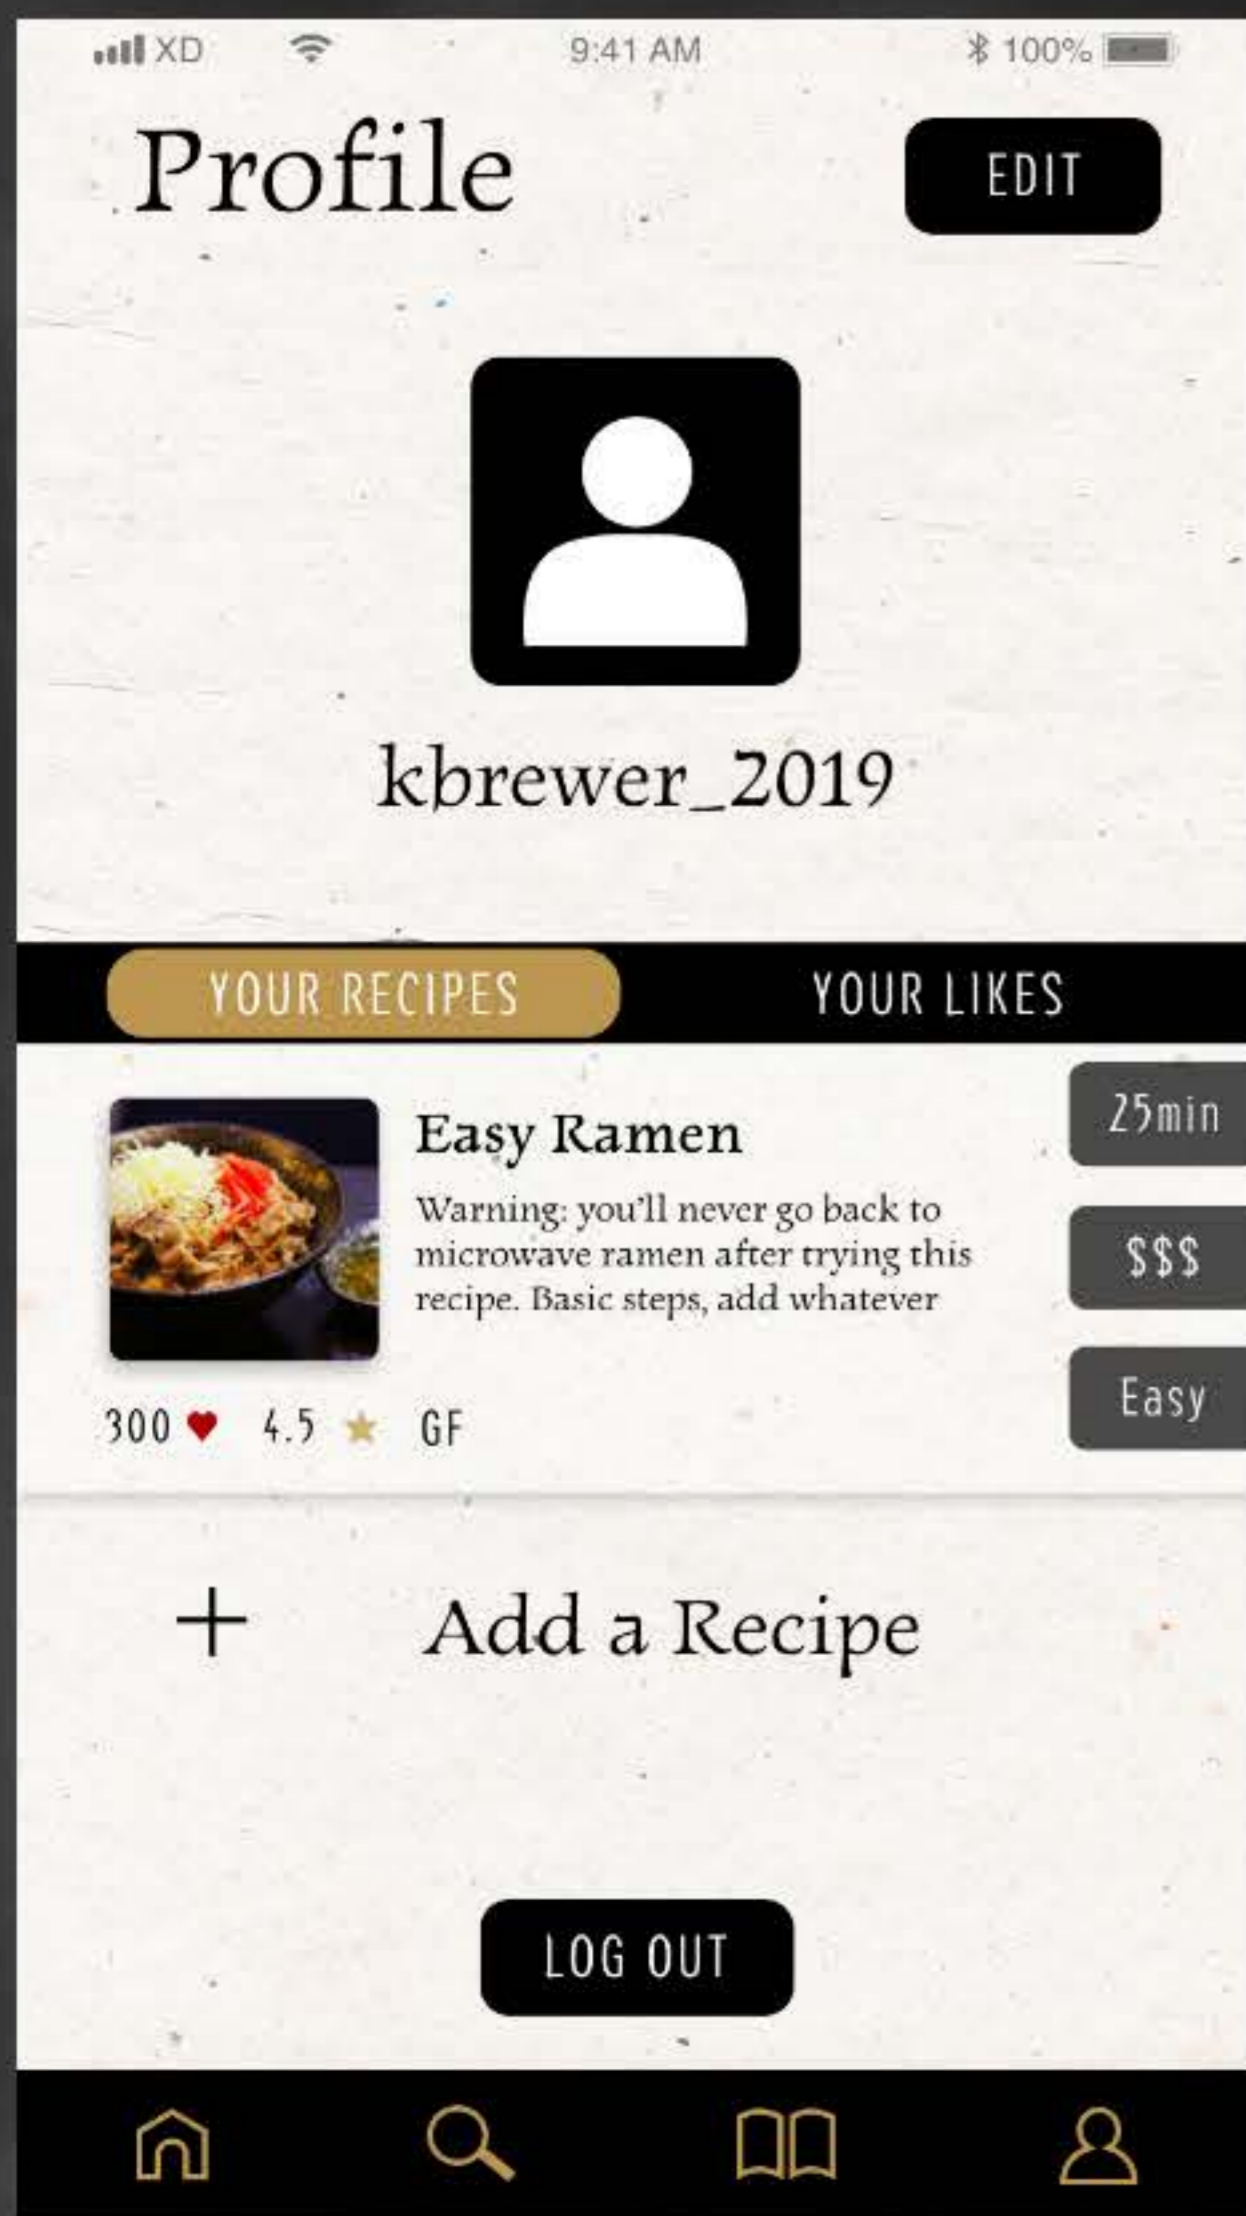 XD 9:41 AM 100%
Profile
EDIT
kbrewer_2019
YOUR RECIPES YOUR LIKES
Easy Ramen
Warning: you'll never go back to
microwave ramen after trying this
recipe. Basic steps, add whatever
25min
$$$
Easy
300 4.5 GF
+ Add a Recipe
LOG OUT